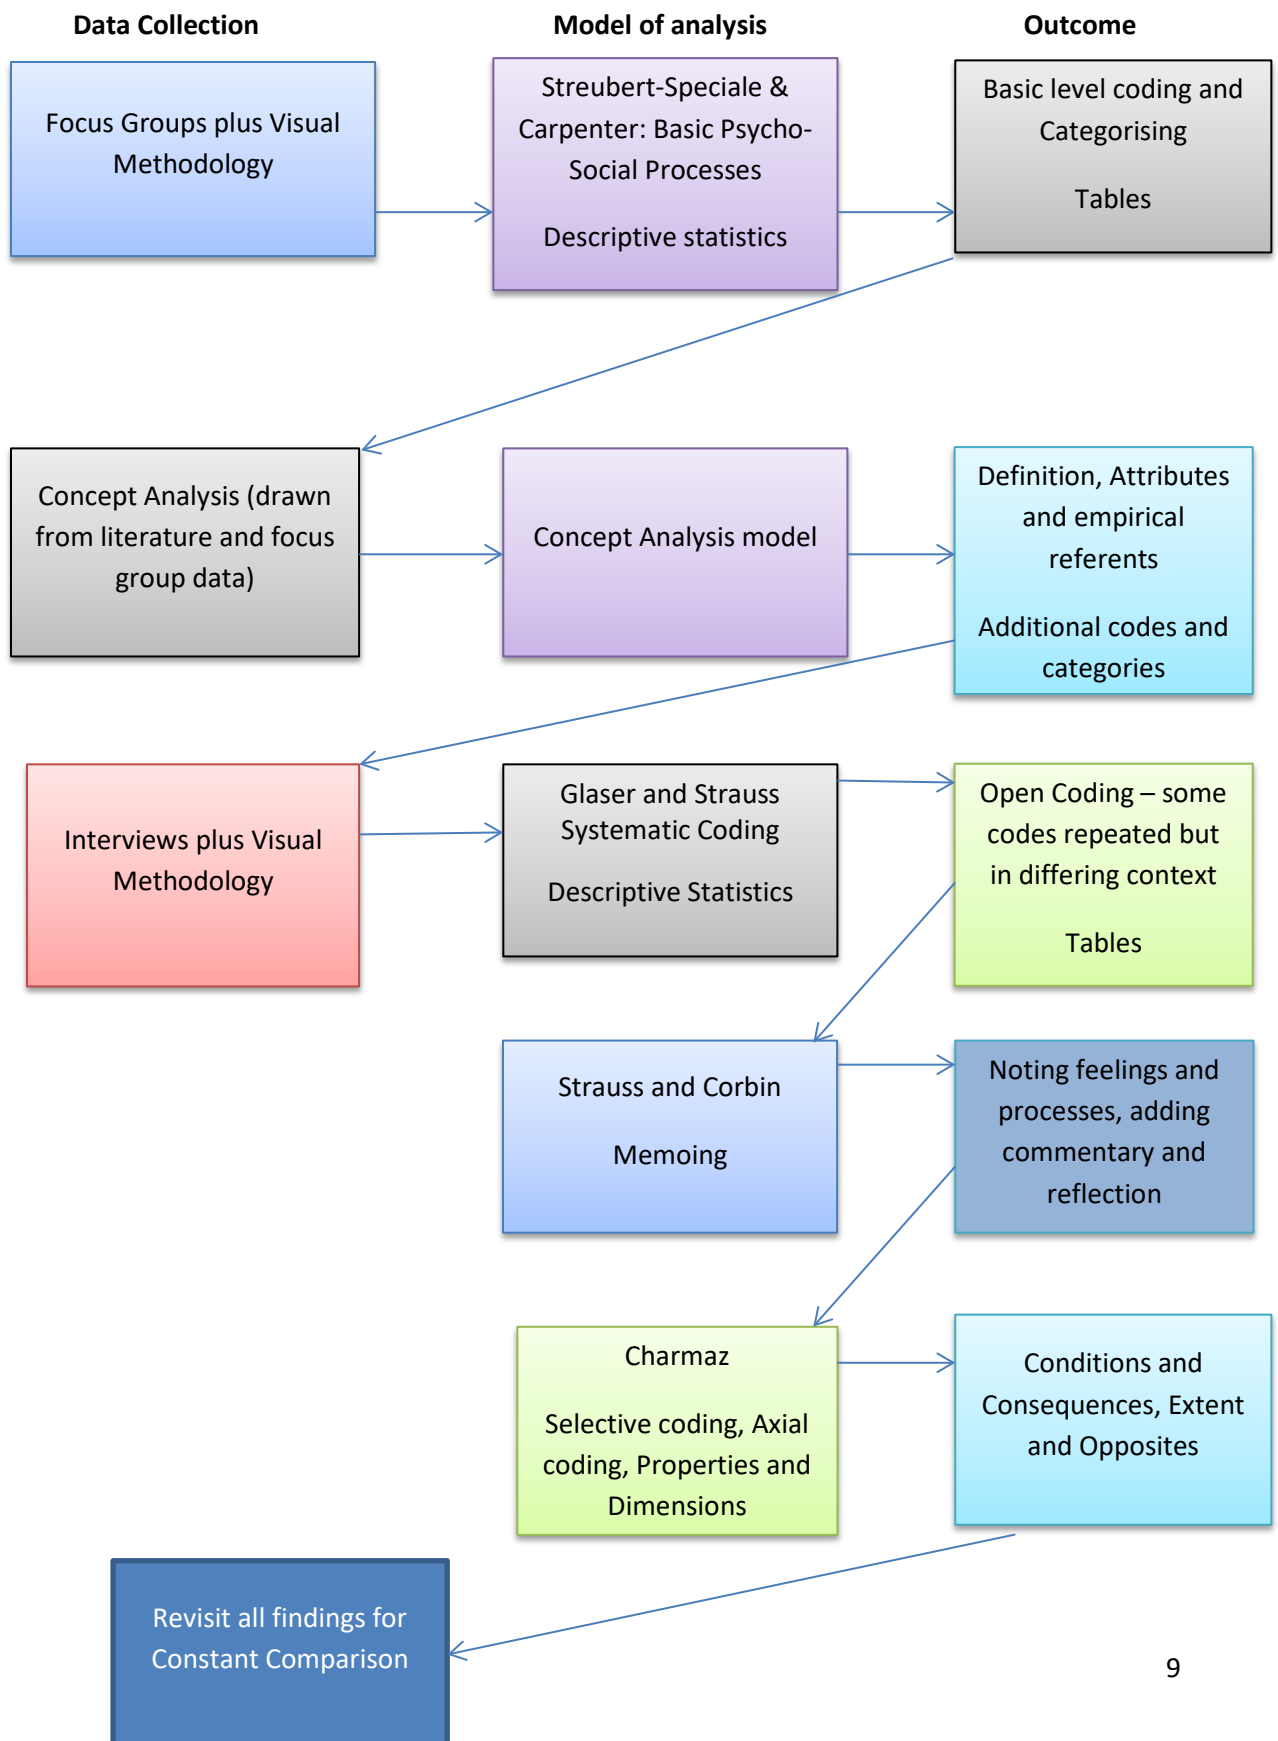 Data Collection
Model of analysis
Outcome
Focus Groups plus Visual
Methodology
Streubert-Speciale &
Carpenter: Basic Psycho-
Social Processes
Descriptive statistics
Basic level coding and
Categorising
Tables
Concept Analysis (drawn
from literature and focus
group data)
Concept Analysis model
Definition, Attributes
and empirical
referents
Additional codes and
categories
Interviews plus Visual
Methodology
Glaser and Strauss
Systematic Coding
Descriptive Statistics
Open Coding – some
codes repeated but
in differing context
Tables
Strauss and Corbin
Memoing
Noting feelings and
processes, adding
commentary and
reflection
Charmaz
Selective coding, Axial
coding, Properties and
Dimensions
Conditions and
Consequences, Extent
and Opposites
Revisit all findings for
Constant Comparison
9